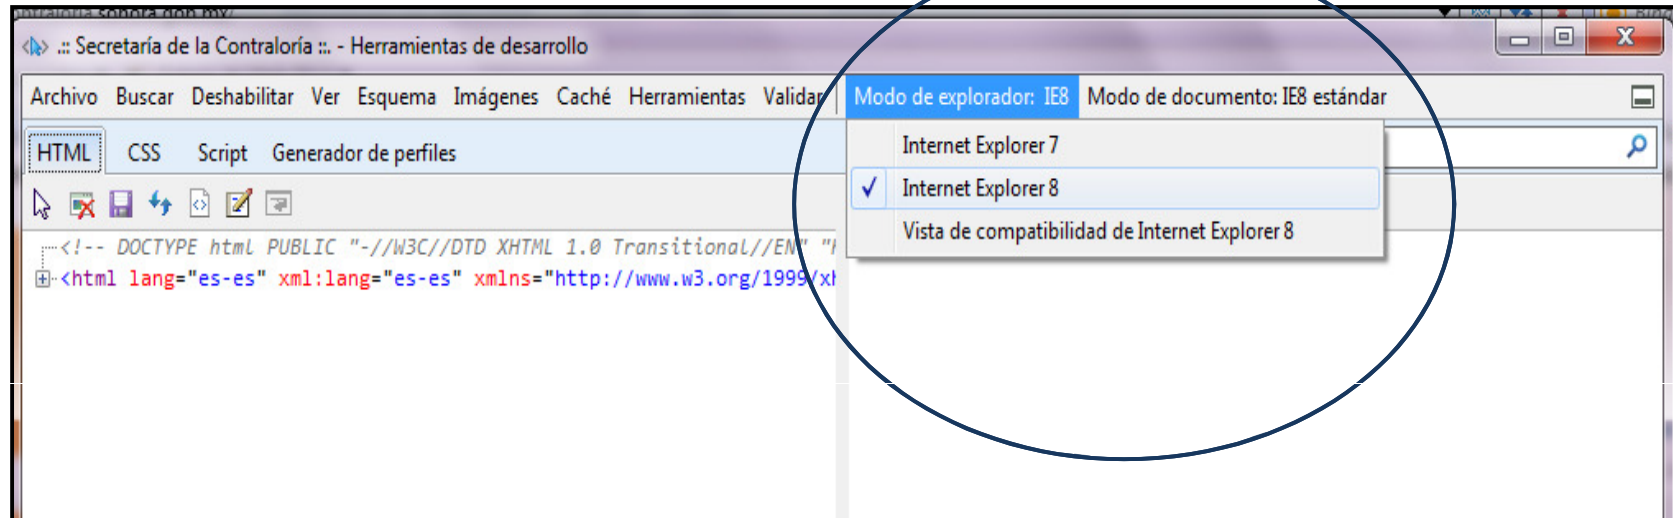 sonora.gob.mx/
.:: Secretaría de la Contraloría ::. - Herramientas de desarrollo
Archivo Buscar Deshabilitar Ver Esquema Imágenes Caché Herramientas Validar Modo de explorador: IE8 Modo de documento: IE8 estándar
HTML CSS Script Generador de perfiles
Internet Explorer 7
Internet Explorer 8
Vista de compatibilidad de Internet Explorer 8
<!-- DOCTYPE html PUBLIC "-//W3C//DTD XHTML 1.0 Transitional//EN" "
<html lang="es-es" xml:lang="es-es" xmlns="http://www.w3.org/1999/xh